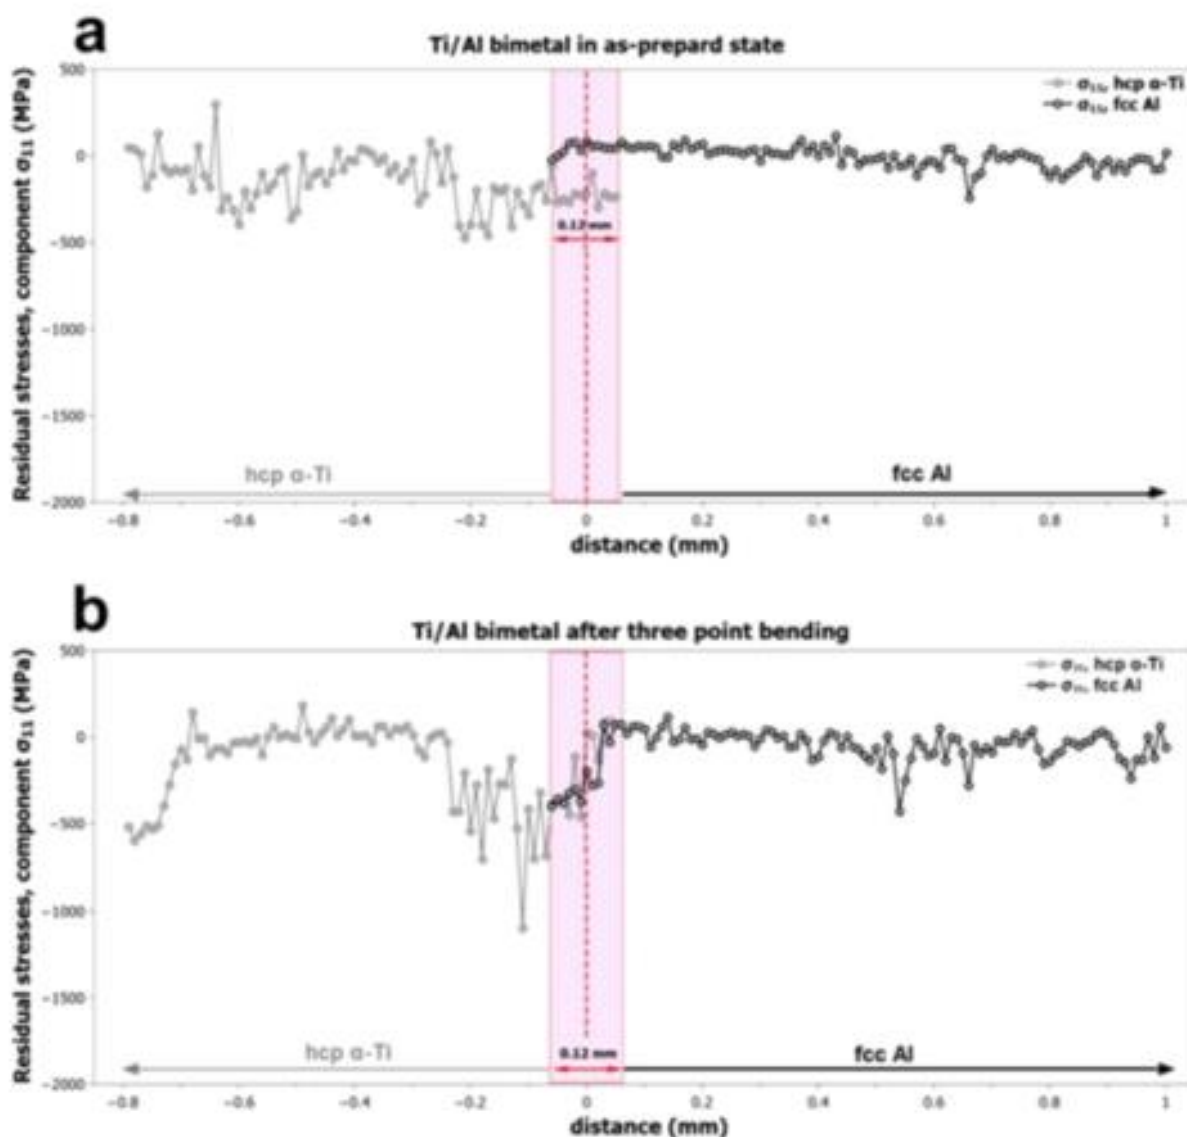 a
Ti/Al bimetal in as-prepard state
Residual stresses, component σ₁₁ (MPa)
500
0
−500
−1000
−1500
−2000
σ₁₁, hcp α-Ti
σ₁₁, fcc Al
0.12 mm
hcp α-Ti
fcc Al
−0.8
−0.6
−0.4
−0.2
0
0.2
0.4
0.6
0.8
1
distance (mm)
b
Ti/Al bimetal after three point bending
Residual stresses, component σ₁₁ (MPa)
500
0
−500
−1000
−1500
−2000
hcp α-Ti
fcc Al
hcp α-Ti
0.12 mm
fcc Al
−0.8
−0.6
−0.4
−0.2
0
0.2
0.4
0.6
0.8
1
distance (mm)